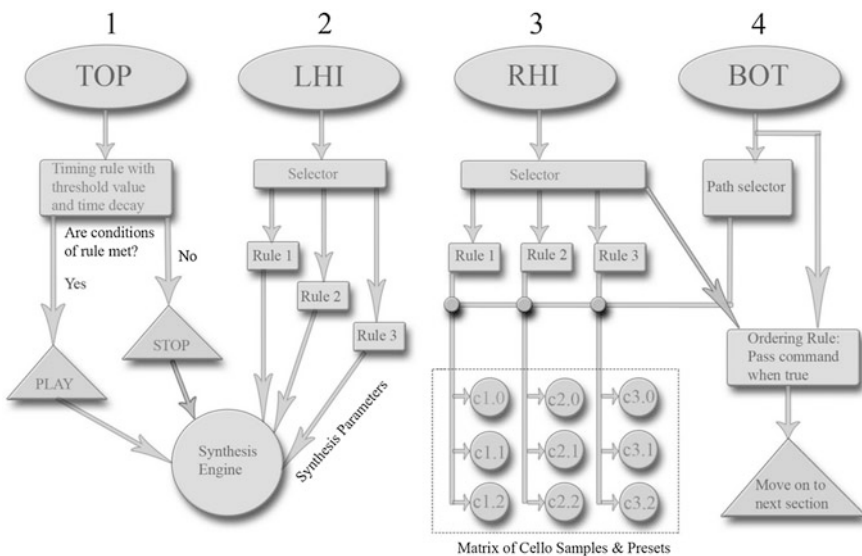 1
2
3
4
TOP
LHI
RHI
BOT
Timing rule with
threshold value
and time decay
Selector
Selector
Path selector
Are conditions
of rule met?
No
Yes
Rule 1
Rule 2
Rule 3
Rule 1
Rule 2
Rule 3
STOP
PLAY
Ordering Rule:
Pass command
when true
Synthesis
Engine
Synthesis Parameters
c1.0
c2.0
c3.0
c1.1
c2.1
c3.1
c1.2
c2.2
c3.2
Move on to
next section
Matrix of Cello Samples & Presets